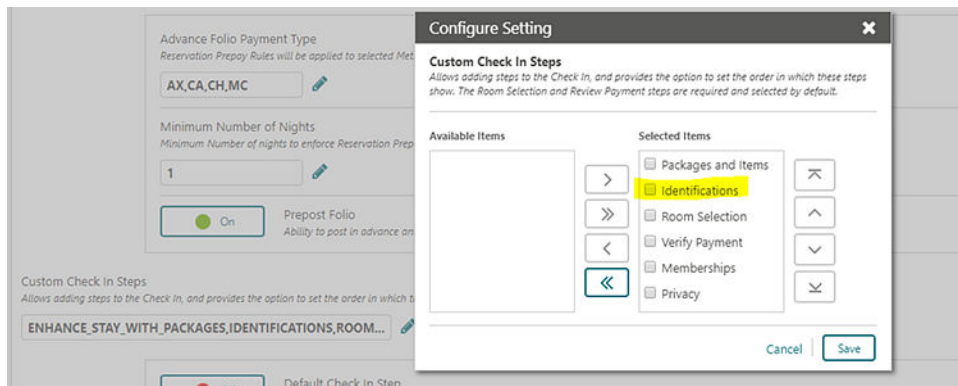 Advance Folio Payment Type
Reservation Prepay Rules will be applied to selected Met
AX,CA,CH,MC
Minimum Number of Nights
Minimum Number of nights to enforce Reservation Prep
1
On
Prepost Folio
Ability to post in advance an
Custom Check In Steps
Allows adding steps to the Check In, and provides the option to set the order in which t
ENHANCE_STAY_WITH_PACKAGES,IDENTIFICATIONS,ROOM...
Default Check In Step
Configure Setting
Custom Check In Steps
Allows adding steps to the Check In, and provides the option to set the order in which these steps
show. The Room Selection and Review Payment steps are required and selected by default.
Available Items
Selected Items
Packages and Items
Identifications
Room Selection
Verify Payment
Memberships
Privacy
Cancel
Save